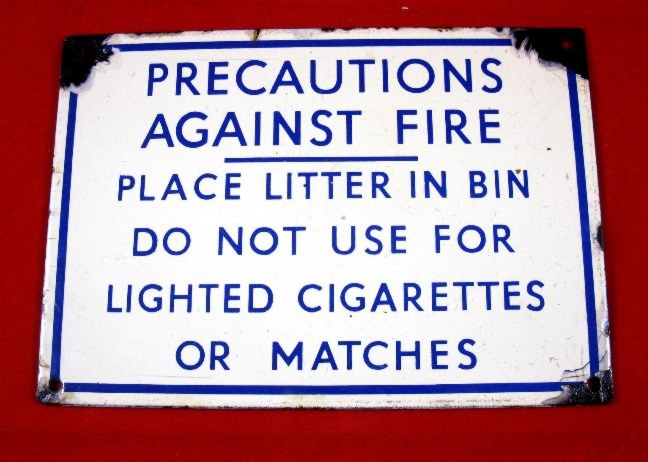 PRECAUTIONS
AGAINST FIRE
PLACE LITTER IN BIN
DO NOT USE FOR
LIGHTED CIGARETTES
OR MATCHES